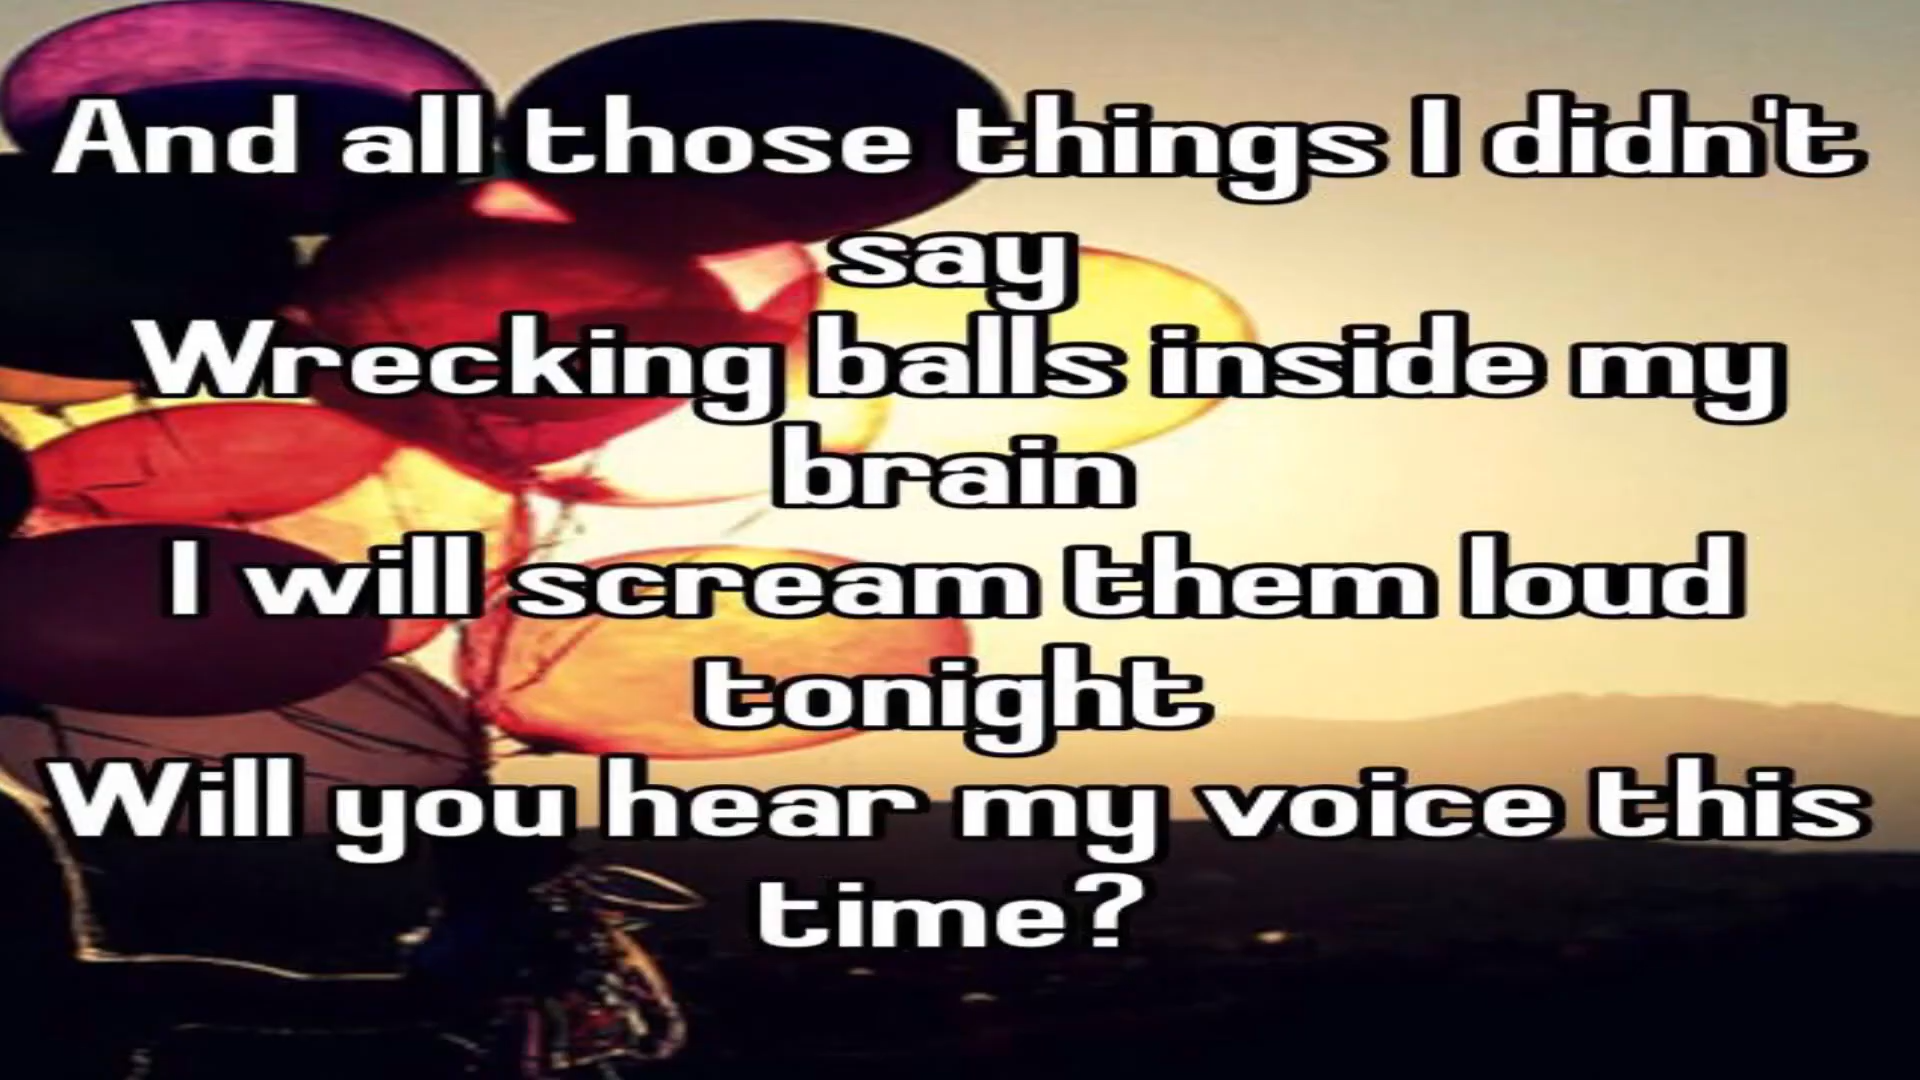 And all those things I didn't
say
Wrecking balls inside my
brain
I will scream them loud
tonight
Will you hear my voice this
time?